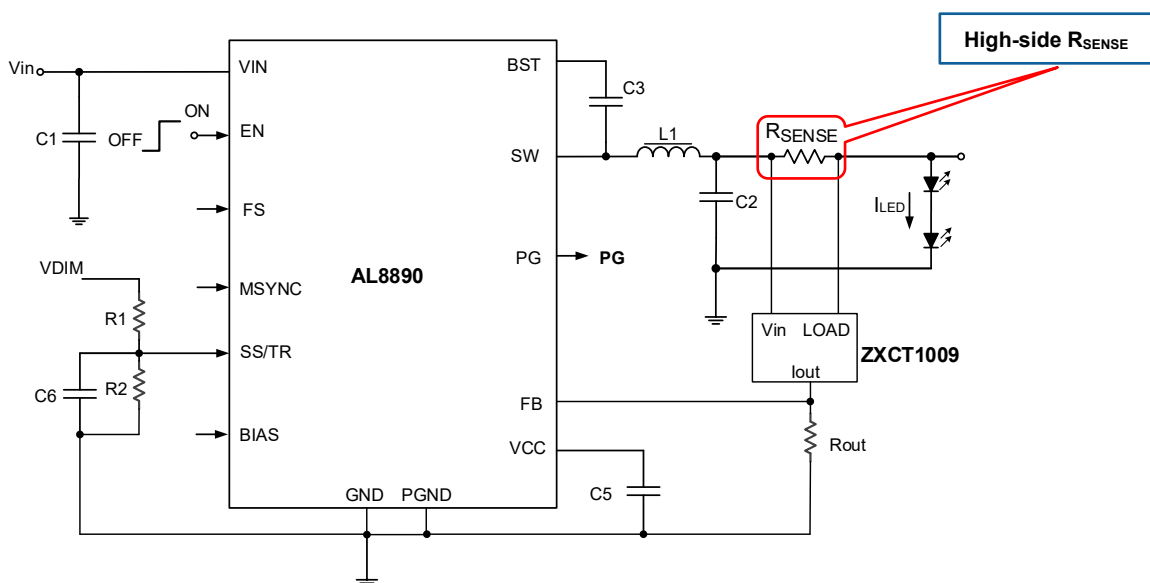 High-side RSENSE
Vin
VIN
BST
C3
C1
OFF
ON
EN
SW
L1
RSENSE
C2
ILED
FS
PG
PG
VDIM
AL8890
MSYNC
R1
Vin
LOAD
ZXCT1009
SS/TR
C6
R2
Iout
FB
BIAS
VCC
Rout
GND
PGND
C5